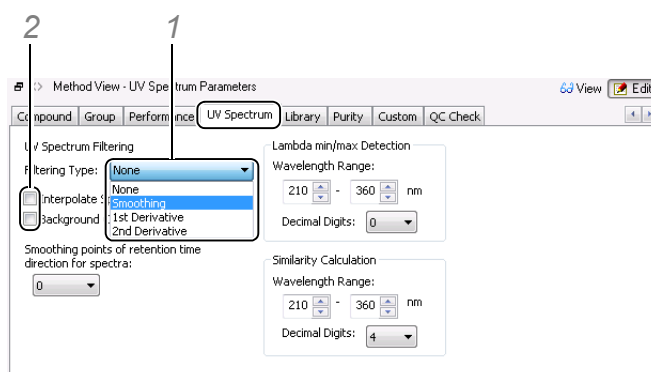 2 1
Method View - UV Spectrum Parameters View Edit
Compound Group Performance UV Spectrum Library Purity Custom QC Check
UV Spectrum Filtering Lambda min/max Detection
Filtering Type: None Wavelength Range:
None 210 - 360 nm
Interpolate Smoothing
Background 1st Derivative Decimal Digits: 0
2nd Derivative
Smoothing points of retention time
direction for spectra: Similarity Calculation
0 Wavelength Range:
210 - 360 nm
Decimal Digits: 4